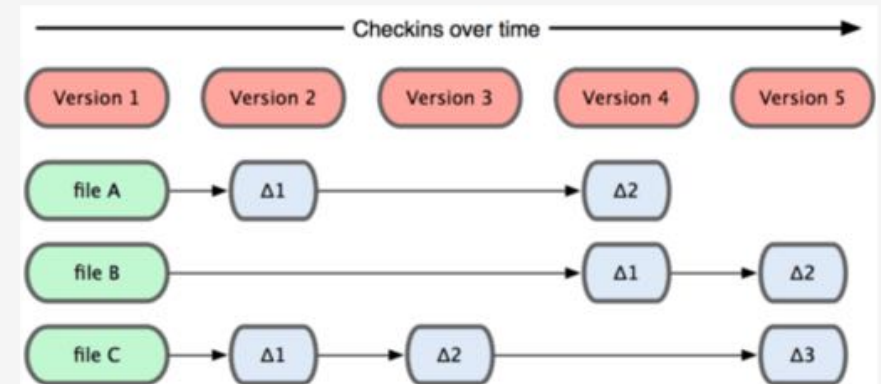 Checkins over time
Version 1 Version 2 Version 3 Version 4 Version 5
file A Δ1 Δ2
file B Δ1 Δ2
file C Δ1 Δ2 Δ3